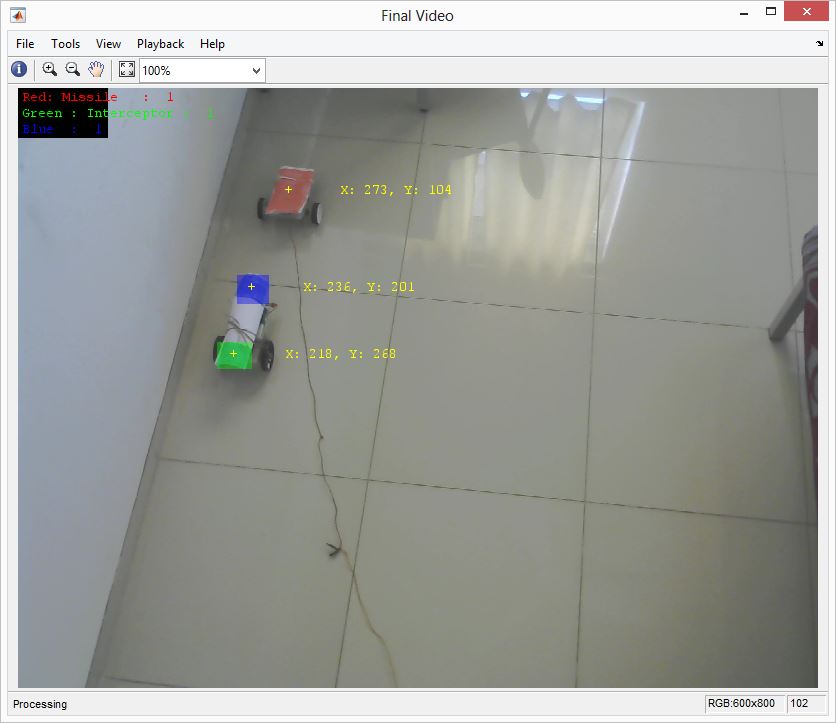 Final Video
File Tools View Playback Help
100%
Red: Missile : 1
Green : Interceptor : 1
Blue : 1
X: 273, Y: 104
X: 236, Y: 201
X: 218, Y: 268
Processing
RGB:600x800 102